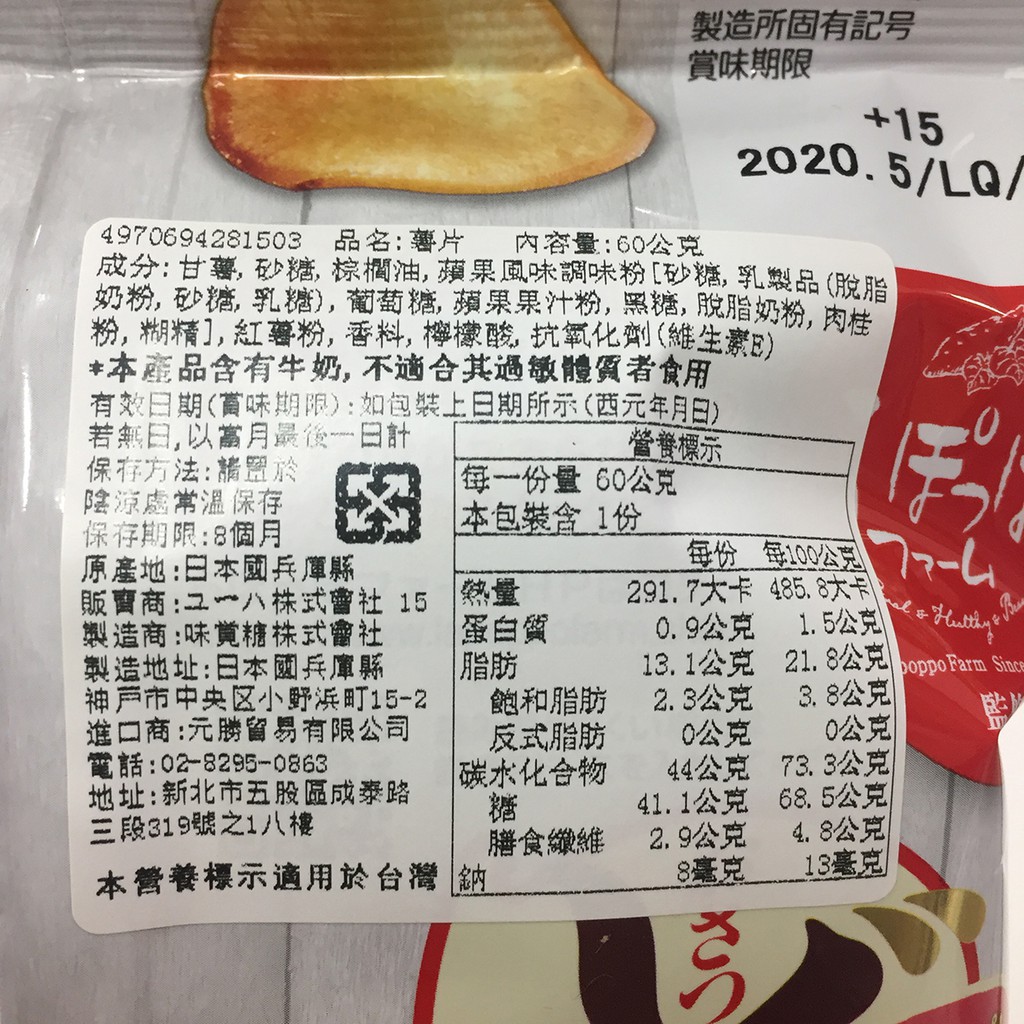 製造所固有記号
賞味期限
+15
2020.5/LQ/
4970694281503 品名:薯片 內容量:60公克
成分:甘薯, 砂糖, 棕櫚油, 蘋果風味調味粉[砂糖, 乳製品(脫脂
奶粉, 砂糖, 乳糖), 葡萄糖, 蘋果果汁粉, 黑糖, 脫脂奶粉, 肉桂
粉, 糊精], 紅薯粉, 香料, 檸檬酸, 抗氧化劑(維生素E)
*本產品含有牛奶, 不適合其過敏體質者食用
有效日期(賞味期限):如包裝上日期所示(西元年月日)
若無日,以當月最後一日計
保存方法:請置於
陰涼處常溫保存
保存期限:8個月
原產地:日本國兵庫縣
販賣商:ユーハ株式會社 15
製造商:味覚糖株式會社
製造地址:日本國兵庫縣
神戸市中央区小野浜町15-2
進口商:元勝貿易有限公司
電話:02-8295-0863
地址:新北市五股區成泰路
三段319號之1八樓
本營養標示適用於台灣
營養標示
每一份量 60公克
本包裝含 1份
每份 每100公克
熱量 291.7大卡 485.8大卡
蛋白質 0.9公克 1.5公克
脂肪 13.1公克 21.8公克
飽和脂肪 2.3公克 3.8公克
反式脂肪 0公克 0公克
碳水化合物 44公克 73.3公克
糖 41.1公克 68.5公克
膳食纖維 2.9公克 4.8公克
鈉 8毫克 13毫克
ぽっ
ファーム
& Healthy &
poppo Farm Since
監
さつ